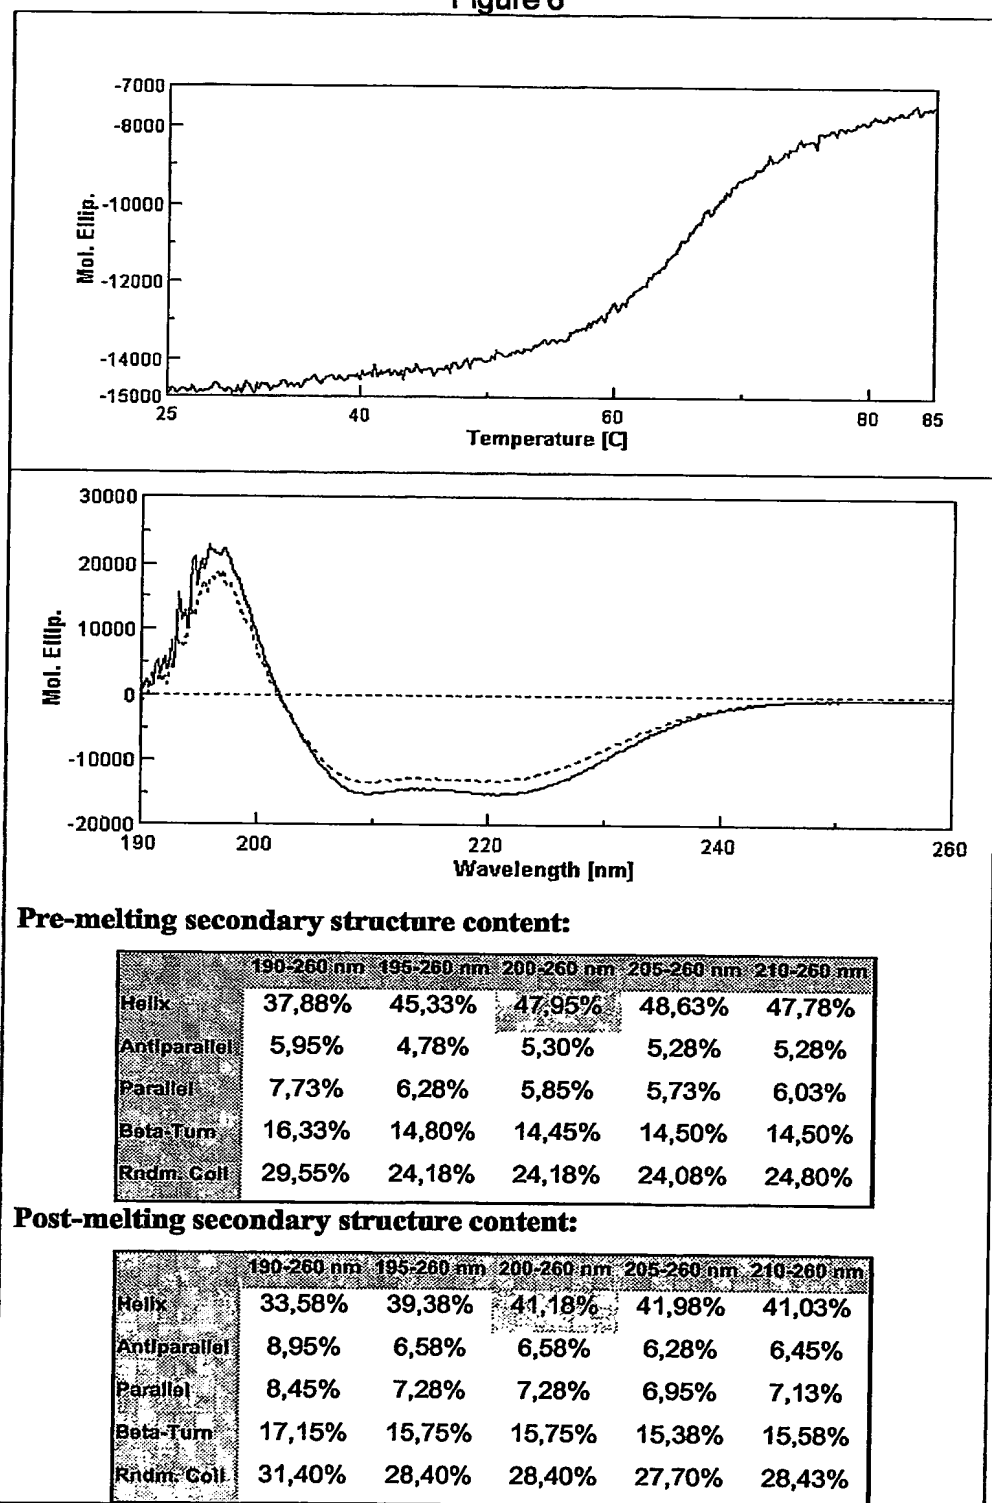 Figure 6
-7000
-8000
-10000
-12000
-14000
-15000
Mol. Ellip.
25 40 60 80 85
Temperature [C]
30000
20000
10000
0
-10000
-20000
Mol. Ellip.
190 200 220 240 260
Wavelength [nm]
Pre-melting secondary structure content:
190-260 nm 195-260 nm 200-260 nm 205-260 nm 210-260 nm
Helix 37,88% 45,33% 47,95% 48,63% 47,78%
Antiparallel 5,95% 4,78% 5,30% 5,28% 5,28%
Parallel 7,73% 6,28% 5,85% 5,73% 6,03%
Beta-Turn 16,33% 14,80% 14,45% 14,50% 14,50%
Rndm. Coil 29,55% 24,18% 24,18% 24,08% 24,80%
Post-melting secondary structure content:
190-260 nm 195-260 nm 200-260 nm 205-260 nm 210-260 nm
Helix 33,58% 39,38% 41,18% 41,98% 41,03%
Antiparallel 8,95% 6,58% 6,58% 6,28% 6,45%
Parallel 8,45% 7,28% 7,28% 6,95% 7,13%
Beta-Turn 17,15% 15,75% 15,75% 15,38% 15,58%
Rndm. Coil 31,40% 28,40% 28,40% 27,70% 28,43%